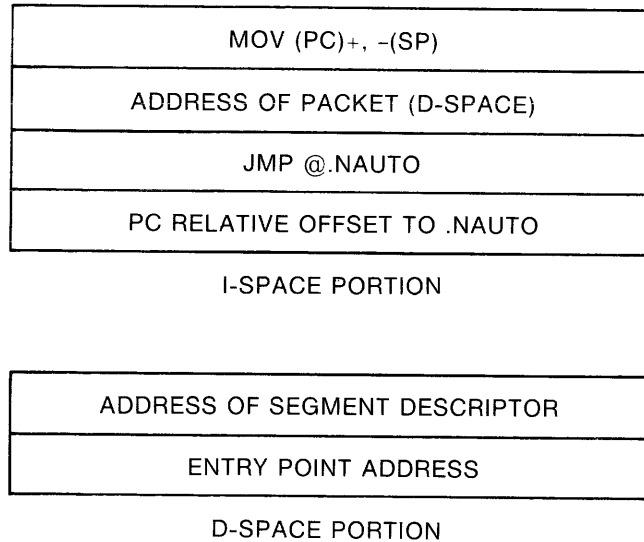 MOV (PC)+, -(SP)
ADDRESS OF PACKET (D-SPACE)
JMP @.NAUTO
PC RELATIVE OFFSET TO .NAUTO
I-SPACE PORTION
ADDRESS OF SEGMENT DESCRIPTOR
ENTRY POINT ADDRESS
D-SPACE PORTION